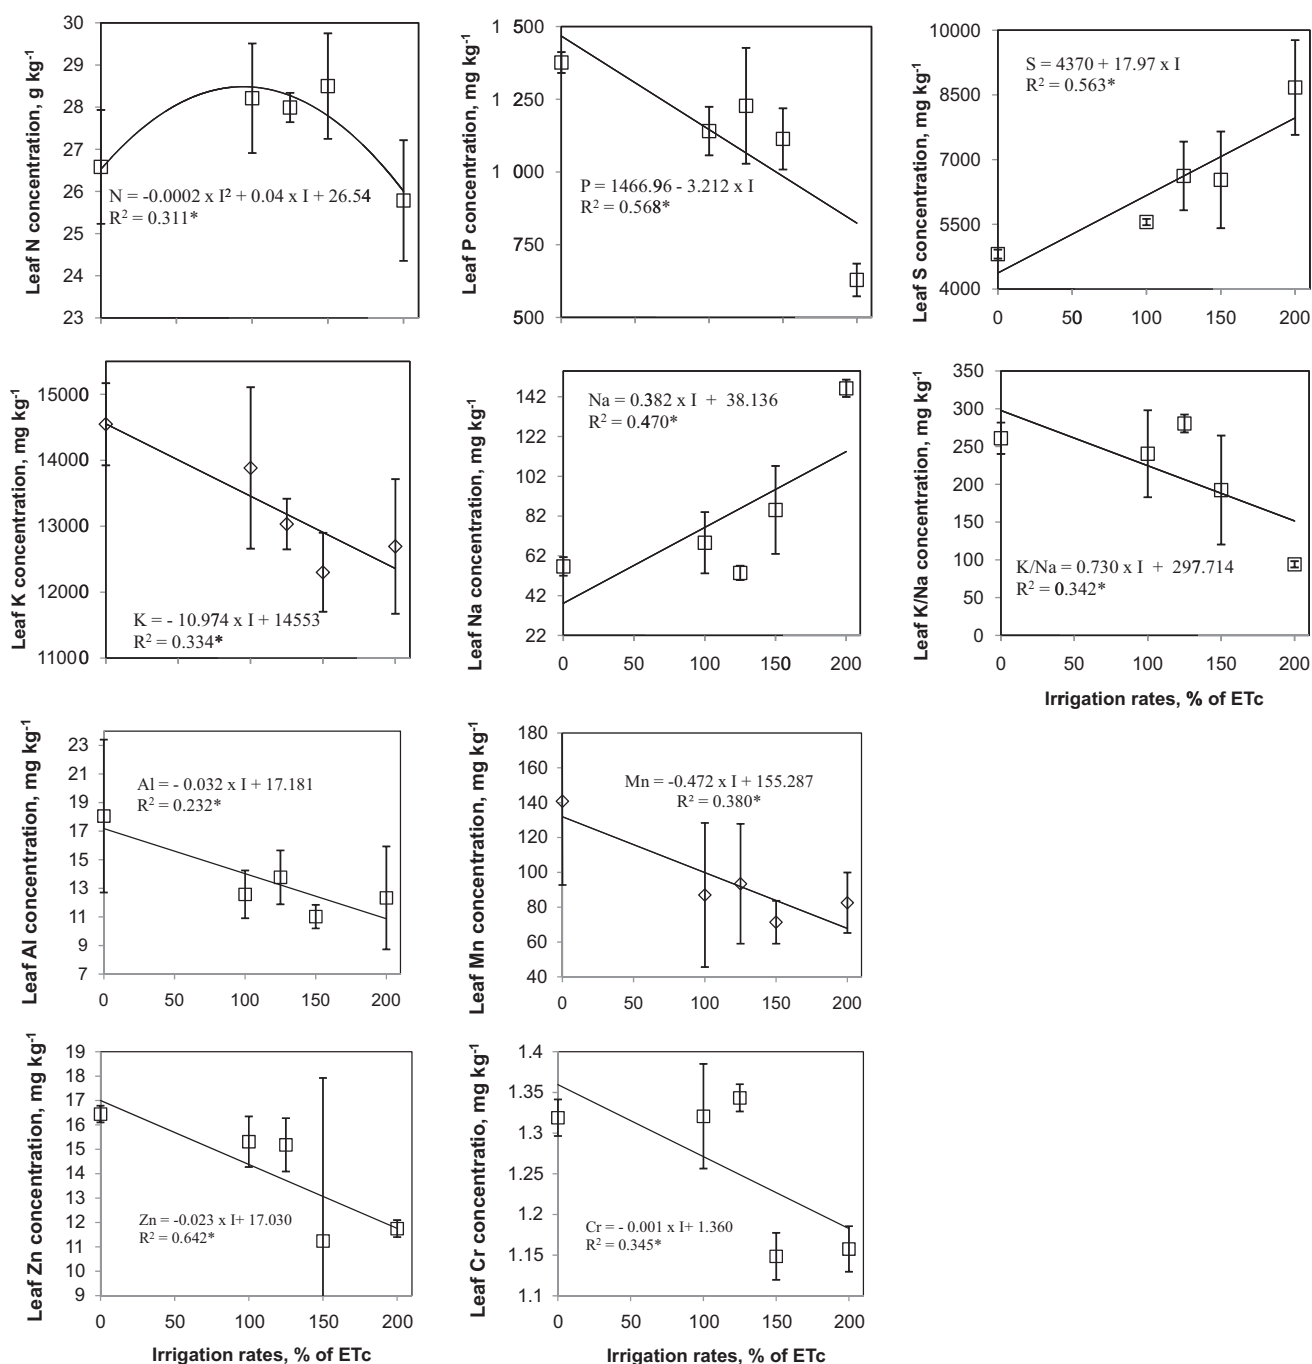 Leaf N concentration, g kg⁻¹
30
29
28
27
26
25
24
23
N = -0.0002 x I² + 0.04 x I + 26.54
R² = 0.311*
Leaf P concentration, mg kg⁻¹
1 500
1 250
1 000
750
500
P = 1466.96 - 3.212 x I
R² = 0.568*
Leaf S concentration, mg kg⁻¹
10000
8500
7000
5500
4000
S = 4370 + 17.97 x I
R² = 0.563*
0 50 100 150 200
Leaf K concentration, mg kg⁻¹
15000
14000
13000
12000
11000
K = - 10.974 x I + 14553
R² = 0.334*
Leaf Na concentration, mg kg⁻¹
142
122
102
82
62
42
22
Na = 0.382 x I + 38.136
R² = 0.470*
0 50 100 150 200
Leaf K/Na concentration, mg kg⁻¹
350
300
250
200
150
100
50
0
K/Na = 0.730 x I + 297.714
R² = 0.342*
0 50 100 150 200
Irrigation rates, % of ETc
Leaf Al concentration, mg kg⁻¹
23
21
19
17
15
13
11
9
7
Al = - 0.032 x I + 17.181
R² = 0.232*
0 50 100 150 200
Leaf Mn concentration, mg kg⁻¹
180
160
140
120
100
80
60
40
Mn = -0.472 x I + 155.287
R² = 0.380*
0 50 100 150 200
Leaf Zn concentration, mg kg⁻¹
19
18
17
16
15
14
13
12
11
10
9
Zn = -0.023 x I+ 17.030
R² = 0.642*
0 50 100 150 200
Irrigation rates, % of ETc
Leaf Cr concentratio, mg kg⁻¹
1.4
1.35
1.3
1.25
1.2
1.15
1.1
Cr = - 0.001 x I+ 1.360
R² = 0.345*
0 50 100 150 200
Irrigation rates, % of ETc